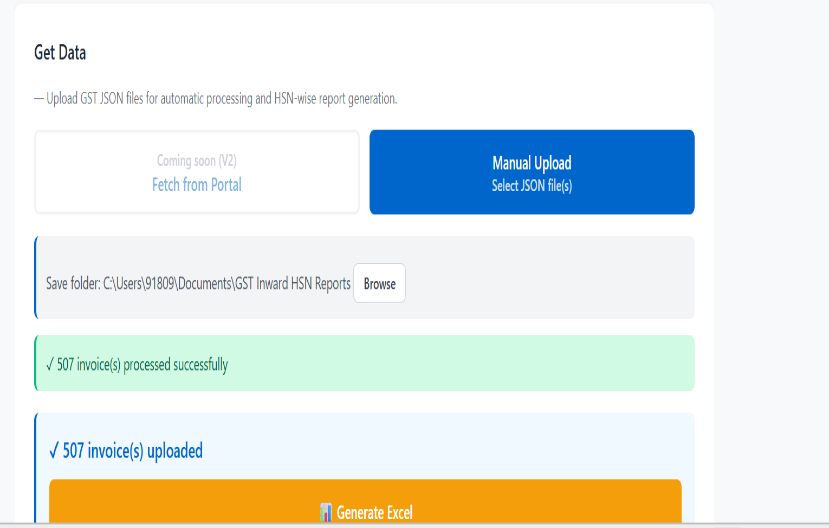 Get Data
— Upload GST JSON files for automatic processing and HSN-wise report generation.
Coming soon (V2)
Fetch from Portal
Manual Upload
Select JSON file(s)
Save folder: C:\Users\91809\Documents\GST Inward HSN Reports Browse
✓ 507 invoice(s) processed successfully
✓ 507 invoice(s) uploaded
📊 Generate Excel